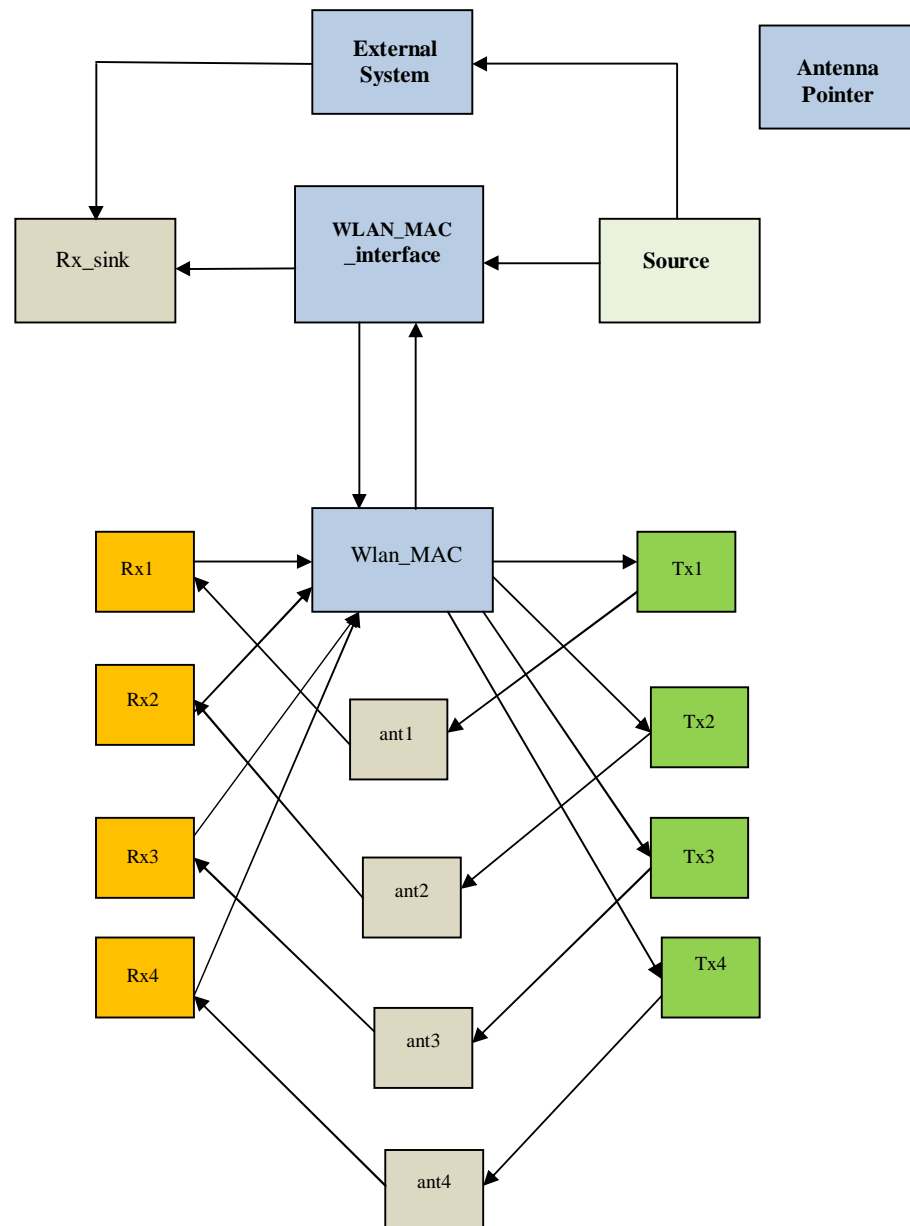 External
System
Antenna
Pointer
Rx_sink
WLAN_MAC
_interface
Source
Wlan_MAC
Rx1
Tx1
Rx2
ant1
Tx2
Rx3
ant2
Tx3
Rx4
Tx4
ant3
ant4